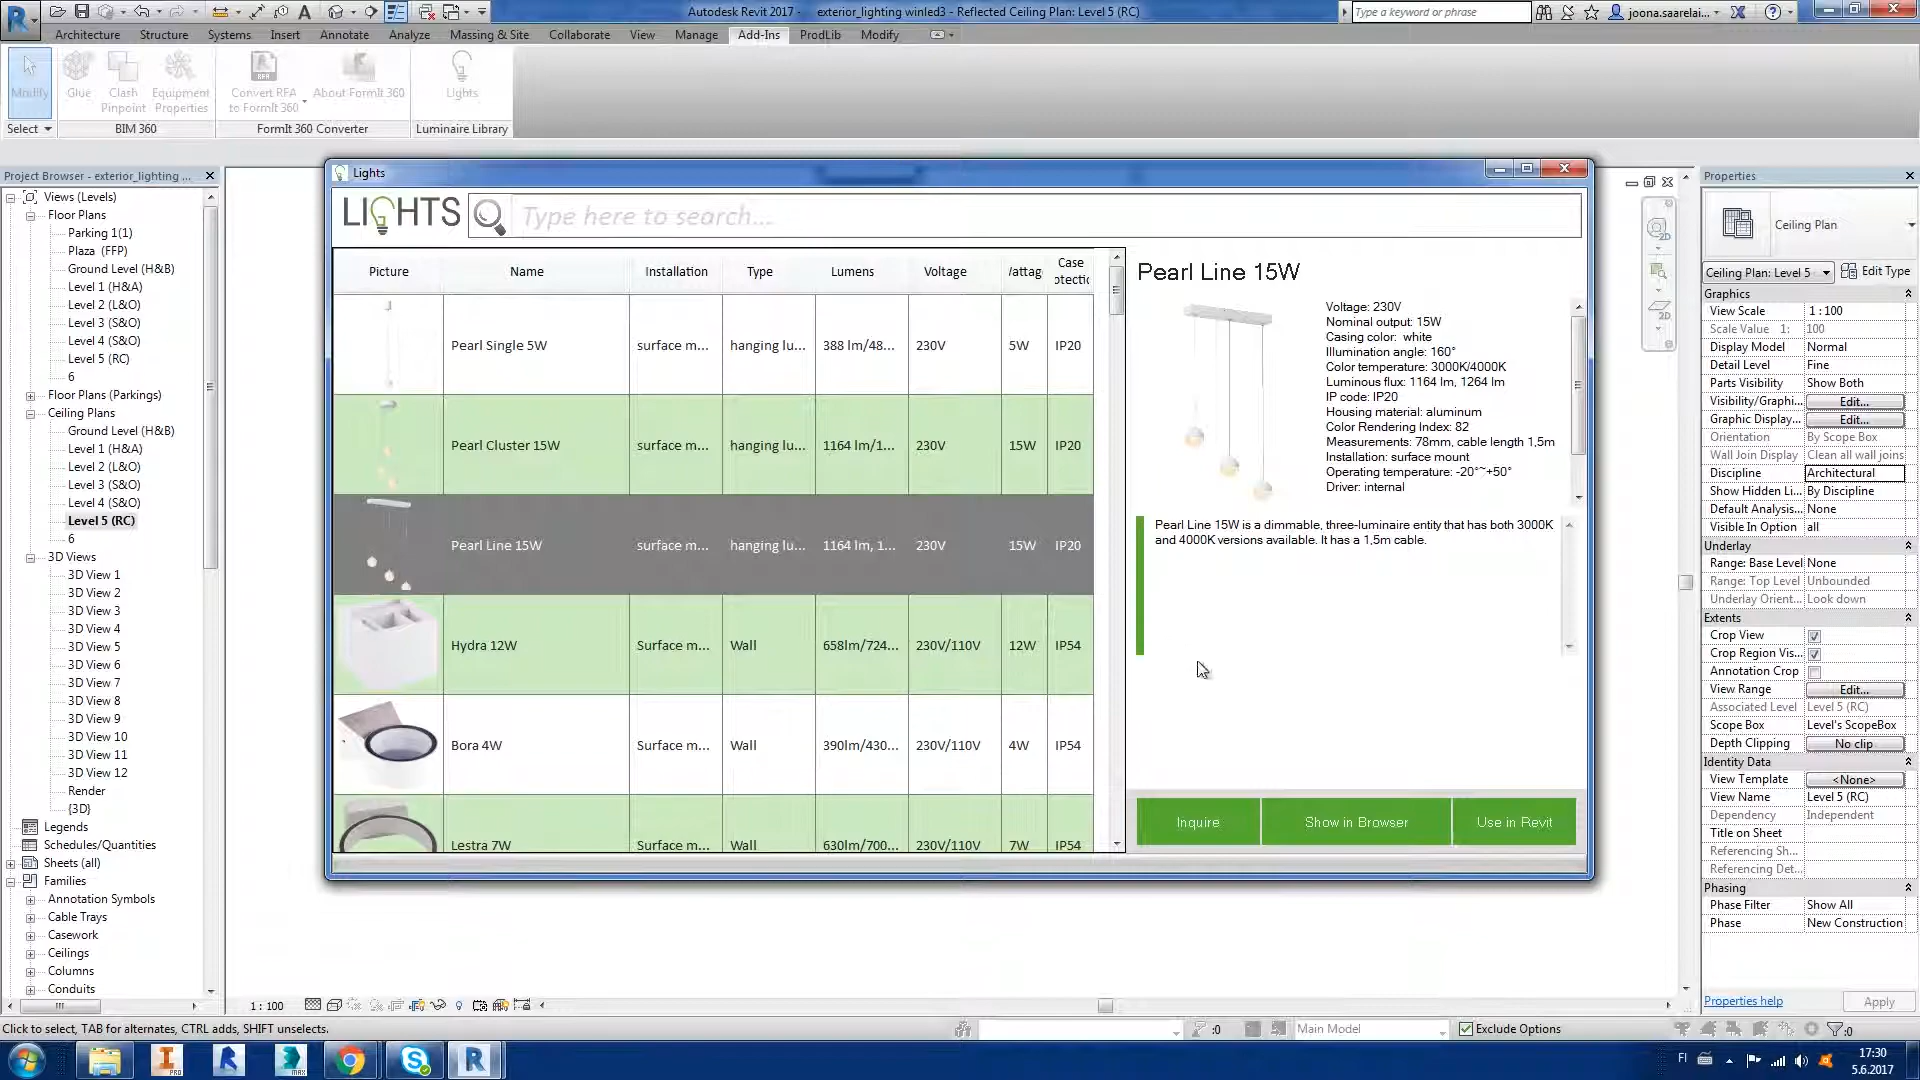 Autodesk Revit 2017 - exterior_lighting winled3 - Reflected Ceiling Plan: Level 5 (RC)
Type a keyword or phrase
joona.saarelai...
Architecture Structure Systems Insert Annotate Analyze Massing & Site Collaborate View Manage Add-Ins ProdLib Modify
Modify Glue Clash Pinpoint Equipment Properties Convert RFA to FormIt 360 About FormIt 360 Lights
Select BIM 360 FormIt 360 Converter Luminaire Library
Project Browser - exterior_lighting ...
Views (Levels)
Floor Plans
Parking 1(1)
Plaza (FFP)
Ground Level (H&B)
Level 1 (H&A)
Level 2 (L&O)
Level 3 (S&O)
Level 4 (S&O)
Level 5 (RC)
6
Floor Plans (Parkings)
Ceiling Plans
Ground Level (H&B)
Level 1 (H&A)
Level 2 (L&O)
Level 3 (S&O)
Level 4 (S&O)
Level 5 (RC)
6
3D Views
3D View 1
3D View 2
3D View 3
3D View 4
3D View 5
3D View 6
3D View 7
3D View 8
3D View 9
3D View 10
3D View 11
3D View 12
Render
{3D}
Legends
Schedules/Quantities
Sheets (all)
Families
Annotation Symbols
Cable Trays
Casework
Ceilings
Columns
Conduits
Lights
LIGHTS Type here to search...
Picture Name Installation Type Lumens Voltage /attag Case otectic
Pearl Single 5W surface m... hanging lu... 388 lm/48... 230V 5W IP20
Pearl Cluster 15W surface m... hanging lu... 1164 lm/1... 230V 15W IP20
Pearl Line 15W surface m... hanging lu... 1164 lm, 1... 230V 15W IP20
Hydra 12W Surface m... Wall 658lm/724... 230V/110V 12W IP54
Bora 4W Surface m... Wall 390lm/430... 230V/110V 4W IP54
Lestra 7W Surface m... Wall 630lm/700... 230V/110V 7W IP54
Pearl Line 15W
Voltage: 230V
Nominal output: 15W
Casing color: white
Illumination angle: 160°
Color temperature: 3000K/4000K
Luminous flux: 1164 lm, 1264 lm
IP code: IP20
Housing material: aluminum
Color Rendering Index: 82
Measurements: 78mm, cable length 1,5m
Installation: surface mount
Operating temperature: -20°~+50°
Driver: internal
Pearl Line 15W is a dimmable, three-luminaire entity that has both 3000K
and 4000K versions available. It has a 1,5m cable.
Inquire Show in Browser Use in Revit
2D
2D
Properties
Ceiling Plan
Ceiling Plan: Level 5 Edit Type
Graphics
View Scale 1 : 100
Scale Value 1: 100
Display Model Normal
Detail Level Fine
Parts Visibility Show Both
Visibility/Graphi... Edit...
Graphic Display... Edit...
Orientation By Scope Box
Wall Join Display Clean all wall joins
Discipline Architectural
Show Hidden Li... By Discipline
Default Analysis... None
Visible In Option all
Underlay
Range: Base Level None
Range: Top Level Unbounded
Underlay Orient... Look down
Extents
Crop View
Crop Region Vis...
Annotation Crop
View Range Edit...
Associated Level Level 5 (RC)
Scope Box Level's ScopeBox
Depth Clipping No clip
Identity Data
View Template <None>
View Name Level 5 (RC)
Dependency Independent
Title on Sheet
Referencing Sh...
Referencing Det...
Phasing
Phase Filter Show All
Phase New Construction
Properties help Apply
1 : 100
Click to select, TAB for alternates, CTRL adds, SHIFT unselects.
:0 Main Model Exclude Options :0
FI 17:30
5.6.2017